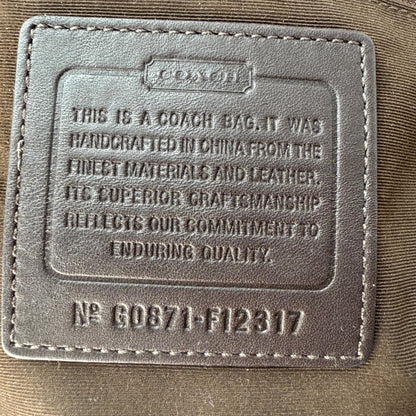 COACH
THIS IS A COACH BAG. IT WAS
HANDCRAFTED IN CHINA FROM THE
FINEST MATERIALS AND LEATHER.
ITS SUPERIOR CRAFTSMANSHIP
REFLECTS OUR COMMITMENT TO
ENDURING QUALITY.
Nº G0871-F12317